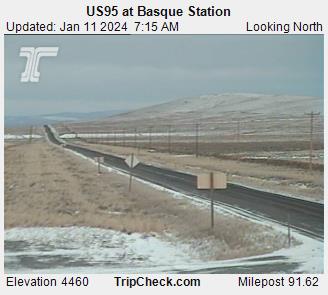 US95 at Basque Station
Updated: Jan 11 2024 7:15 AM Looking North
Elevation 4460 TripCheck.com Milepost 91.62